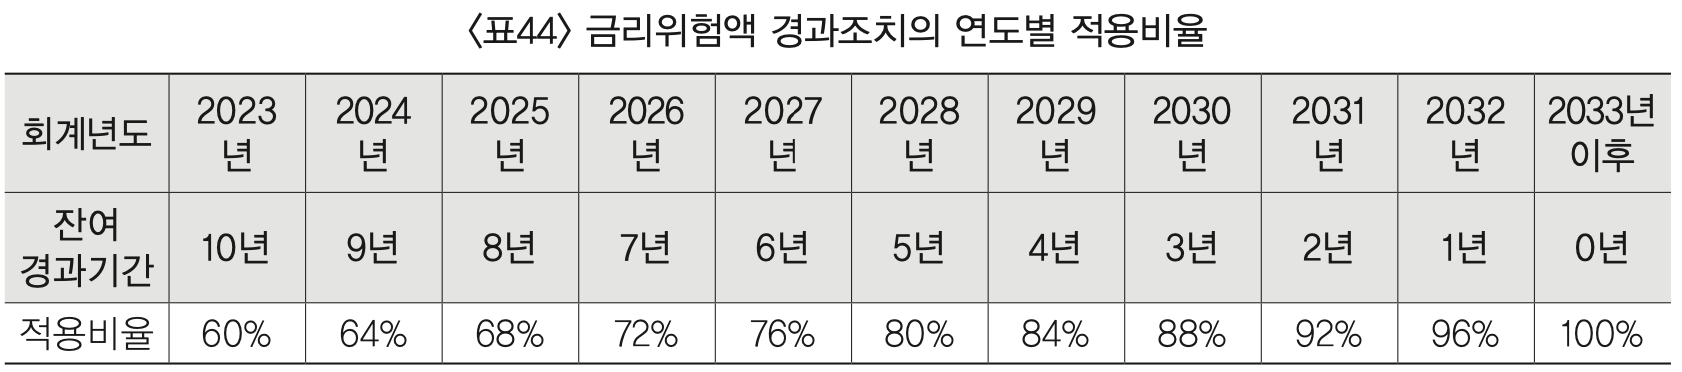 〈표44〉 금리위험액 경과조치의 연도별 적용비율
회계년도 2023년 2024년 2025년 2026년 2027년 2028년 2029년 2030년 2031년 2032년 2033년 이후
잔여 경과기간 10년 9년 8년 7년 6년 5년 4년 3년 2년 1년 0년
적용비율 60% 64% 68% 72% 76% 80% 84% 88% 92% 96% 100%